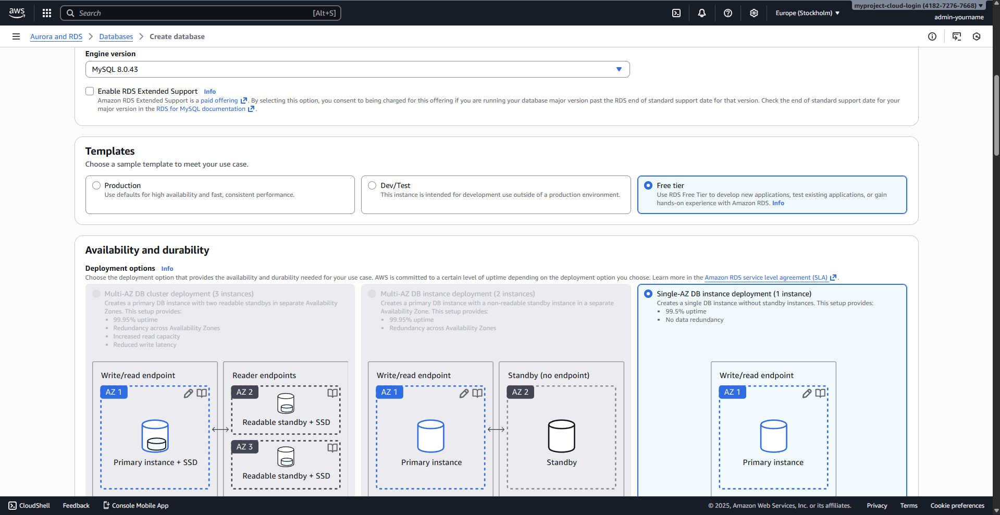 aws
Search
[Alt+S]
Europe (Stockholm)
myproject-cloud-login (4182-7276-7668)
admin-yourname
Aurora and RDS
Databases
Create database
Engine version
MySQL 8.0.43
Enable RDS Extended Support Info
Amazon RDS Extended Support is a paid offering. By selecting this option, you consent to being charged for this offering if you are running your database major version past the RDS end of standard support date for that version. Check the end of standard support date for your
major version in the RDS for MySQL documentation.
Templates
Choose a sample template to meet your use case.
Production
Use defaults for high availability and fast, consistent performance.
Dev/Test
This instance is intended for development use outside of a production environment.
Free tier
Use RDS Free Tier to develop new applications, test existing applications, or gain
hands-on experience with Amazon RDS. Info
Availability and durability
Deployment options Info
Choose the deployment option that provides the availability and durability needed for your use case. AWS is committed to a certain level of uptime depending on the deployment option you choose. Learn more in the Amazon RDS service level agreement (SLA).
Multi-AZ DB cluster deployment (3 instances)
Creates a primary DB instance with two readable standbys in separate Availability
Zones. This setup provides:
• 99.95% uptime
• Redundancy across Availability Zones
• Increased read capacity
• Reduced write latency
Write/read endpoint
AZ 1
Primary instance + SSD
Reader endpoints
AZ 2
Readable standby + SSD
AZ 3
Readable standby + SSD
Multi-AZ DB instance deployment (2 instances)
Creates a primary DB instance with a non-readable standby instance in a separate
Availability Zone. This setup provides:
• 99.95% uptime
• Redundancy across Availability Zones
Write/read endpoint
AZ 1
Primary instance
Standby (no endpoint)
AZ 2
Standby
Single-AZ DB instance deployment (1 instance)
Creates a single DB instance without standby instances. This setup provides:
• 99.5% uptime
• No data redundancy
Write/read endpoint
AZ 1
Primary instance
CloudShell
Feedback
Console Mobile App
© 2025, Amazon Web Services, Inc. or its affiliates.
Privacy
Terms
Cookie preferences